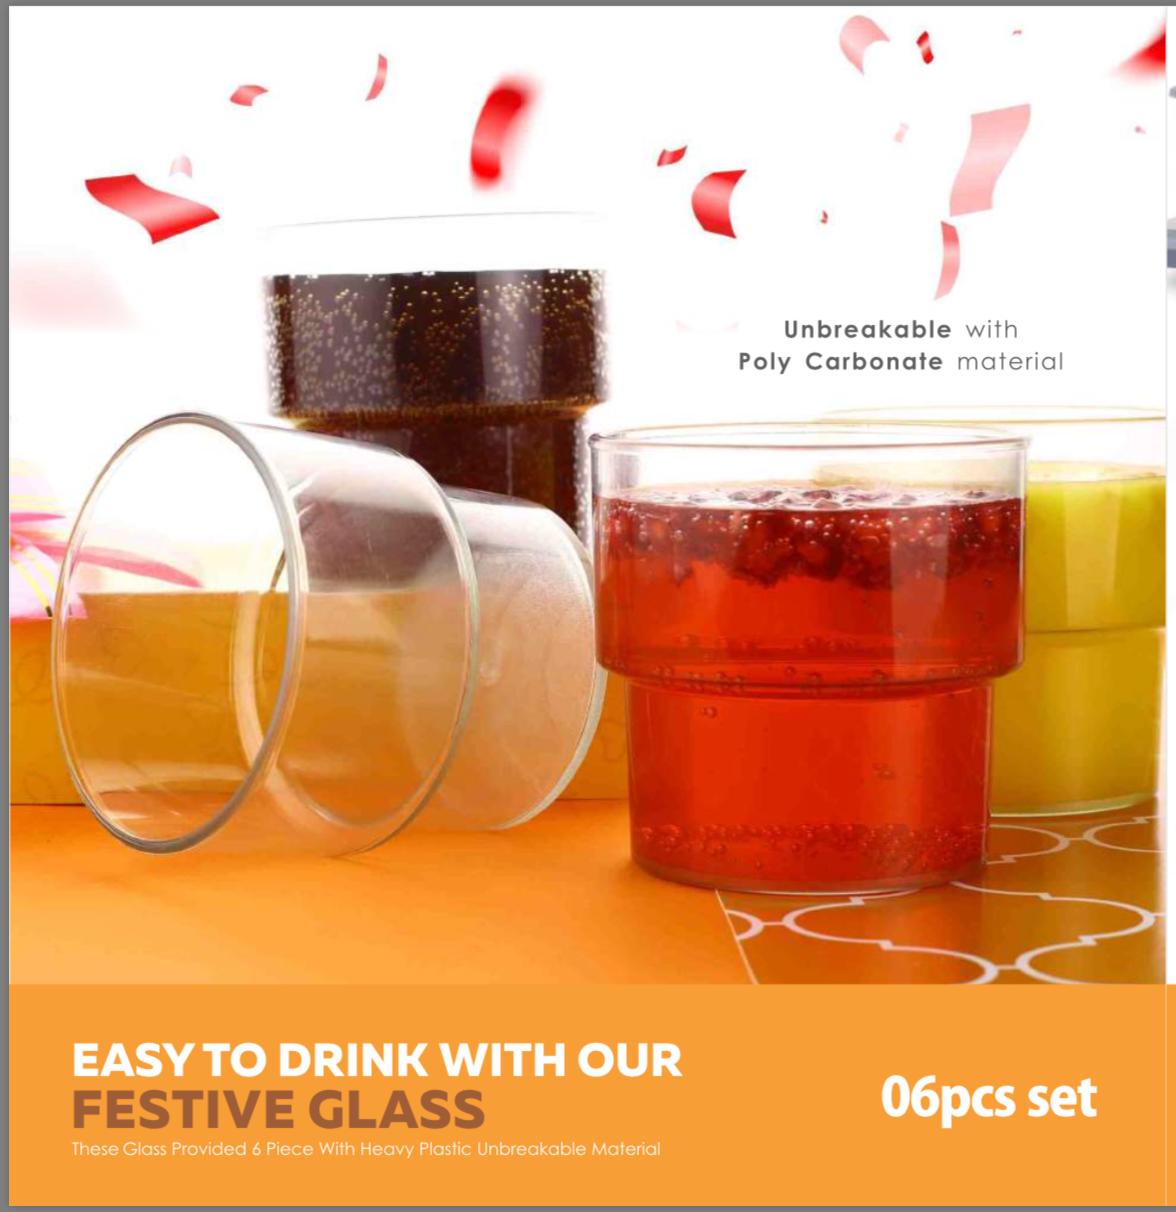 Unbreakable with
Poly Carbonate material
EASY TO DRINK WITH OUR
FESTIVE GLASS
These Glass Provided 6 Piece With Heavy Plastic Unbreakable Material
06pcs set